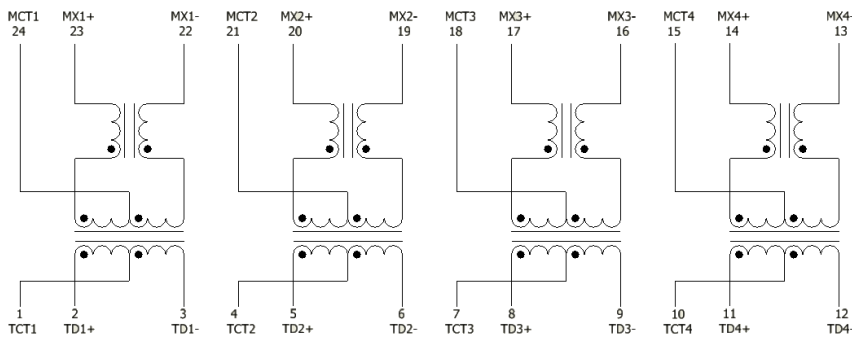 MCT1 MX1+ MX1- MCT2 MX2+ MX2- MCT3 MX3+ MX3- MCT4 MX4+ MX4-
24 23 22 21 20 19 18 17 16 15 14 13
1 2 3 4 5 6 7 8 9 10 11 12
TCT1 TD1+ TD1- TCT2 TD2+ TD2- TCT3 TD3+ TD3- TCT4 TD4+ TD4-